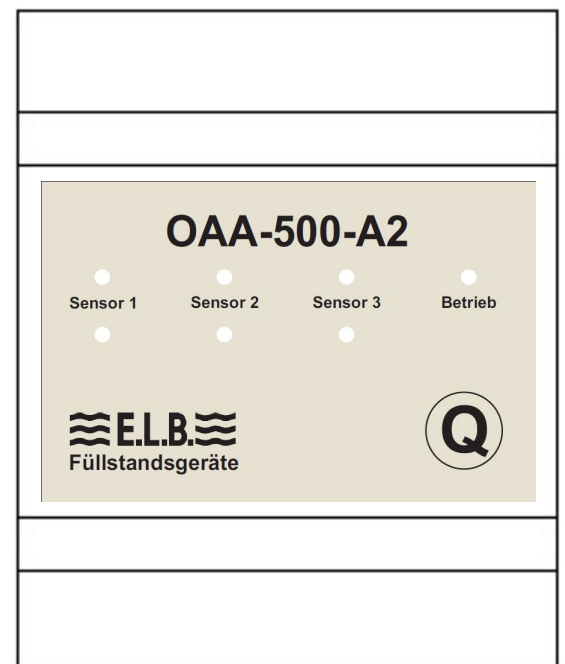 OAA-500-A2
Sensor 1 Sensor 2 Sensor 3 Betrieb
E.L.B.
Füllstandsgeräte
Q